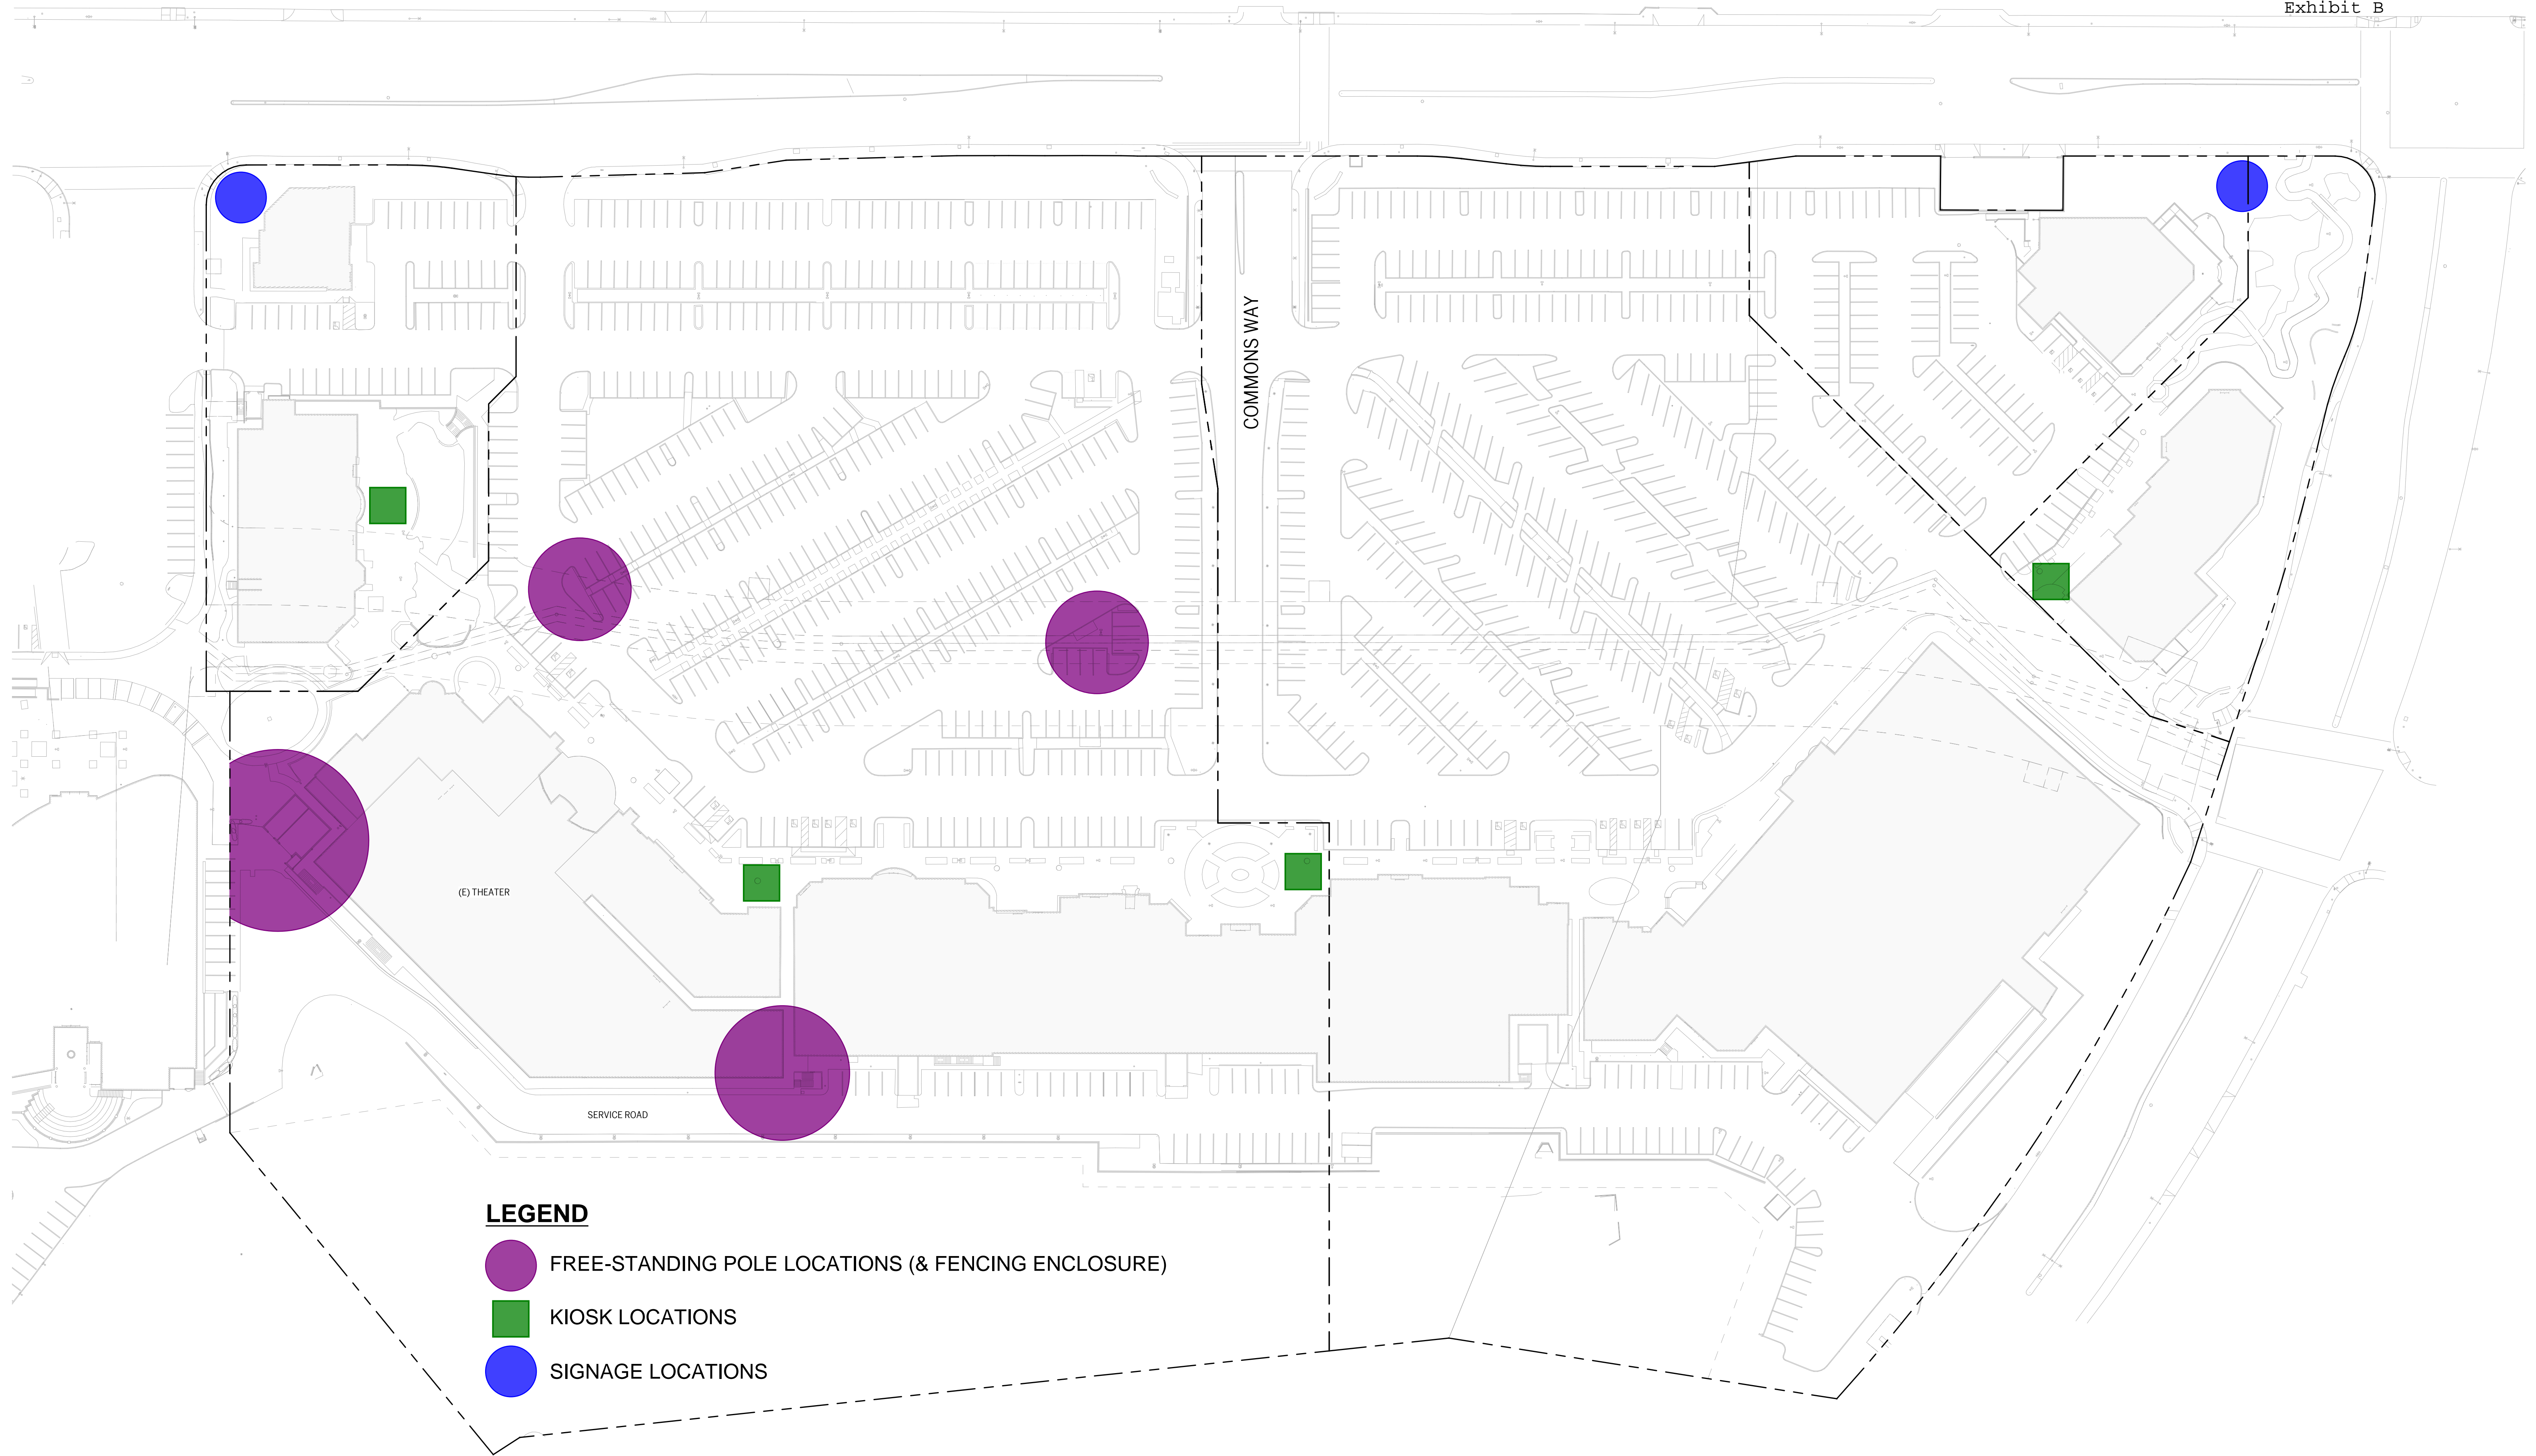 Exhibit B
COMMONS WAY
(E) THEATER
SERVICE ROAD
LEGEND
FREE-STANDING POLE LOCATIONS (& FENCING ENCLOSURE)
KIOSK LOCATIONS
SIGNAGE LOCATIONS